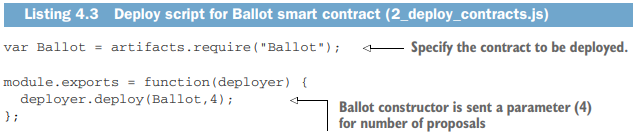 Listing 4.3 Deploy script for Ballot smart contract (2_deploy_contracts.js)
var Ballot = artifacts.require("Ballot"); Specify the contract to be deployed.
module.exports = function(deployer) {
deployer.deploy(Ballot,4);
Ballot constructor is sent a parameter (4)
};
for number of proposals